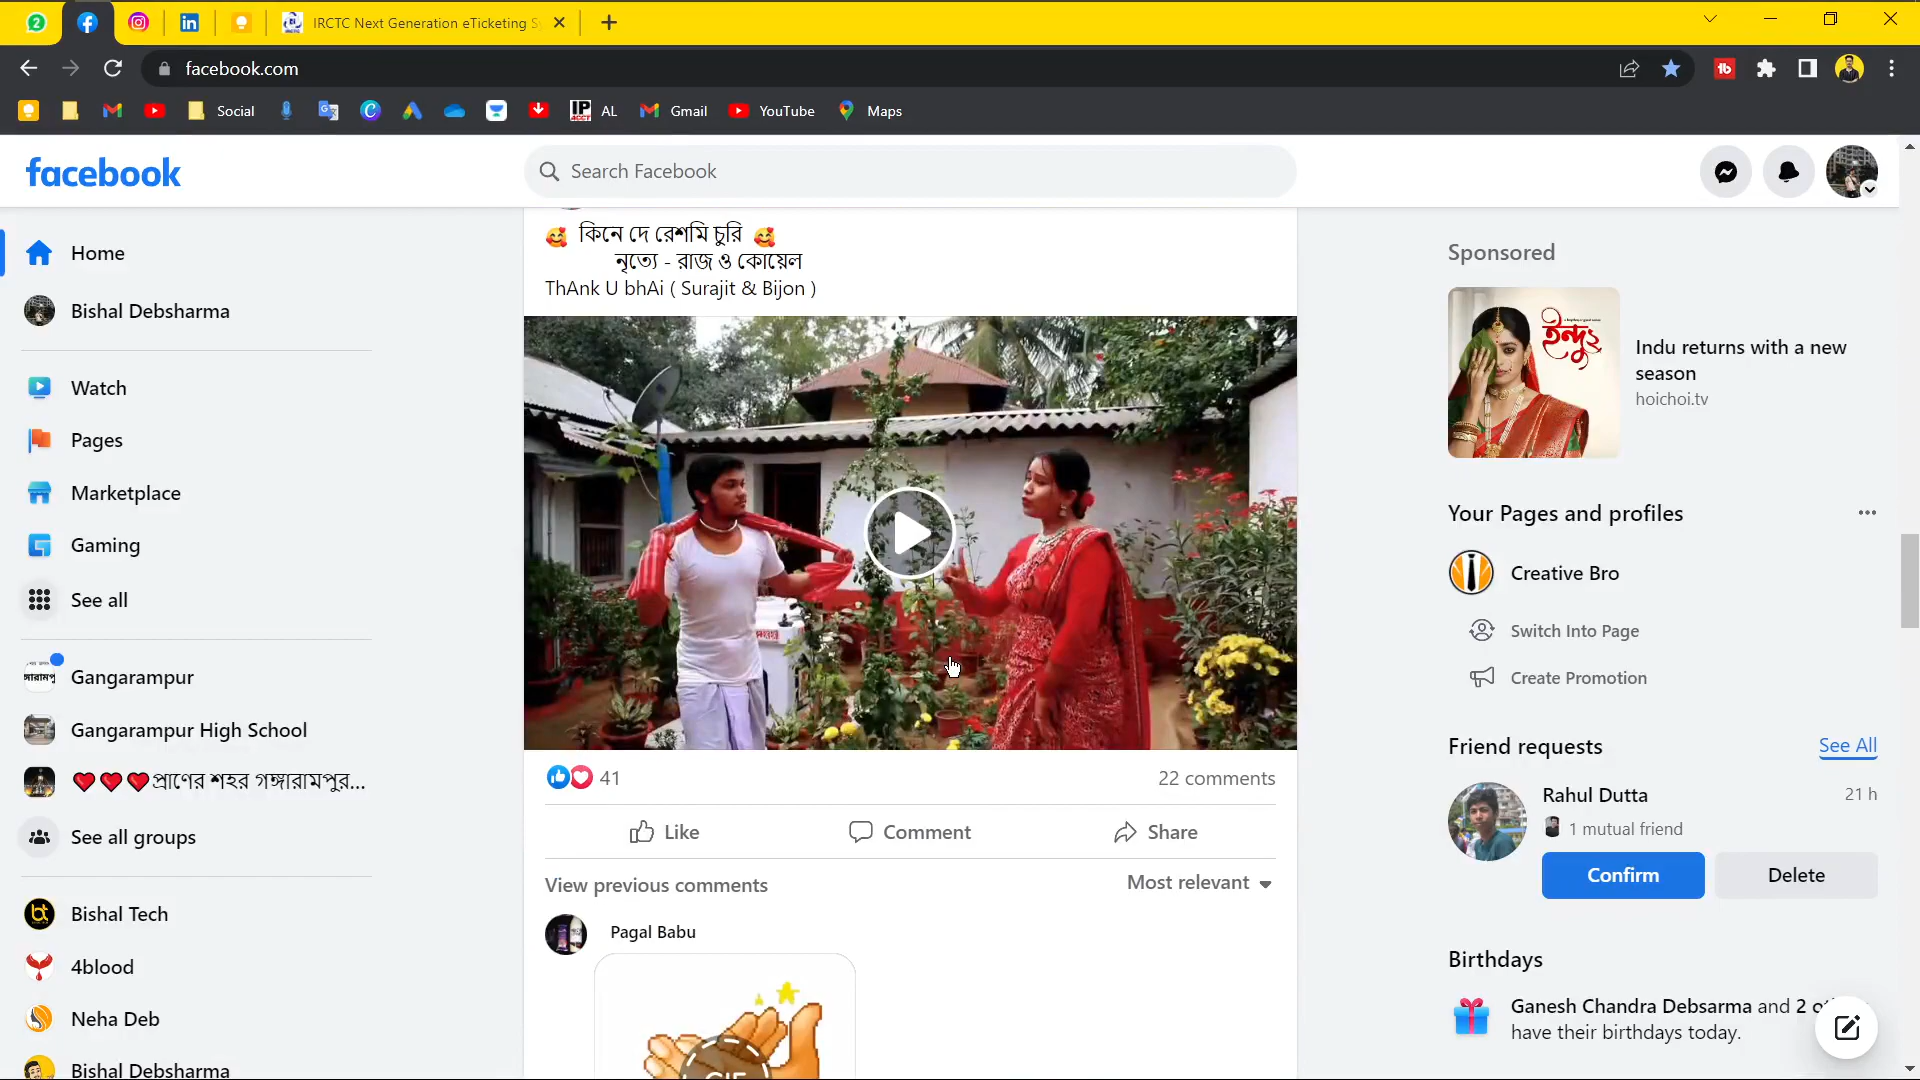 IRCTC Next Generation eTicketing S
facebook.com
Social
AL
Gmail
YouTube
Maps
facebook
Search Facebook
Home
Bishal Debsharma
Watch
Pages
Marketplace
Gaming
See all
Gangarampur
Gangarampur High School
❤❤❤প্রাণের শহর গঙ্গারামপুর...
See all groups
Bishal Tech
4blood
Neha Deb
Bishal Debsharma
🥰 কিনে দে রেশমি চুরি 🥰
নৃত্যে - রাজ ও কোয়েল
ThAnk U bhAi ( Surajit & Bijon )
41
22 comments
Like
Comment
Share
View previous comments
Most relevant
Pagal Babu
GIF
Sponsored
ইন্দু ২
Indu returns with a new
season
hoichoi.tv
Your Pages and profiles
Creative Bro
Switch Into Page
Create Promotion
Friend requests
See All
Rahul Dutta
21 h
1 mutual friend
Confirm
Delete
Birthdays
Ganesh Chandra Debsarma and 2
have their birthdays today.